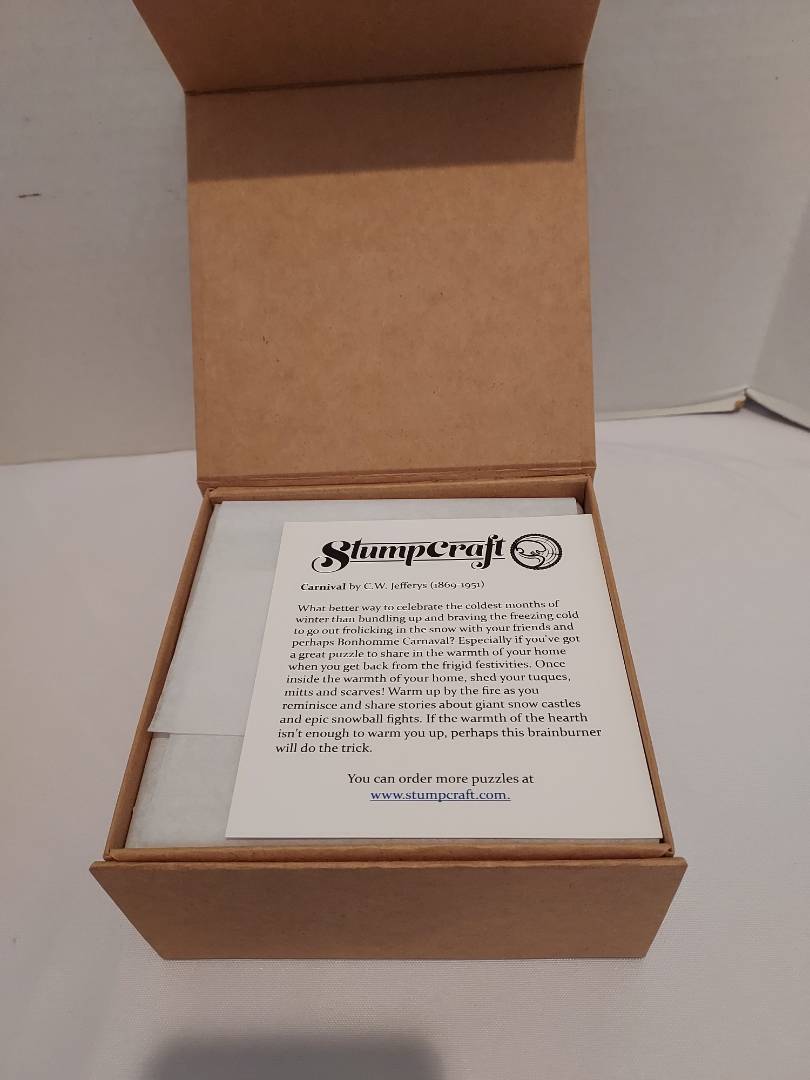 StumpCraft
Carnival by C.W. Jefferys (1869-1951)
What better way to celebrate the coldest months of
winter than bundling up and braving the freezing cold
to go out frolicking in the snow with your friends and
perhaps Bonhomme Carnaval? Especially if you've got
a great puzzle to share in the warmth of your home
when you get back from the frigid festivities. Once
inside the warmth of your home, shed your tuques,
mitts and scarves! Warm up by the fire as you
reminisce and share stories about giant snow castles
and epic snowball fights. If the warmth of the hearth
isn't enough to warm you up, perhaps this brainburner
will do the trick.
You can order more puzzles at
www.stumpcraft.com.